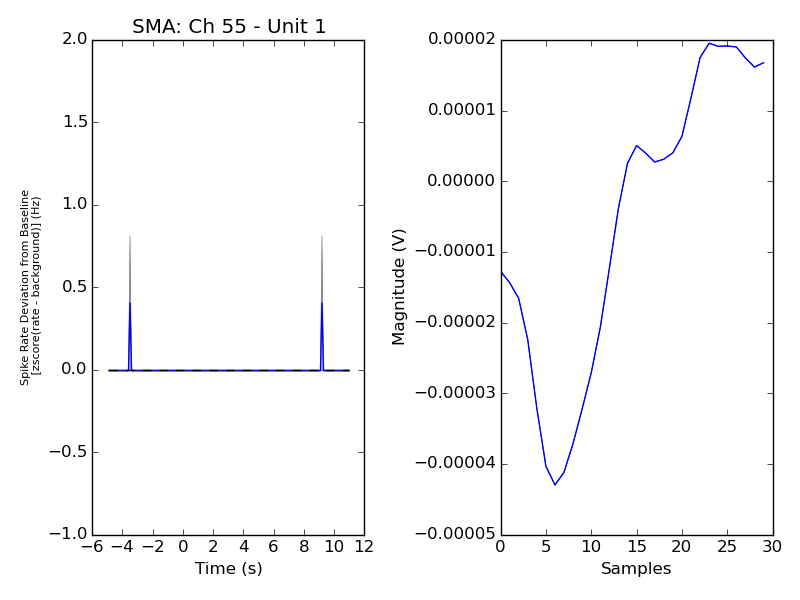 SMA: Ch 55 - Unit 1
2.0
1.5
1.0
0.5
0.0
−0.5
−1.0
−6 −4 −2 0 2 4 6 8 10 12
Time (s)
Spike Rate Deviation from Baseline
[zscore(rate - background)] (Hz)
0.00002
0.00001
0.00000
−0.00001
−0.00002
−0.00003
−0.00004
−0.00005
0 5 10 15 20 25 30
Samples
Magnitude (V)